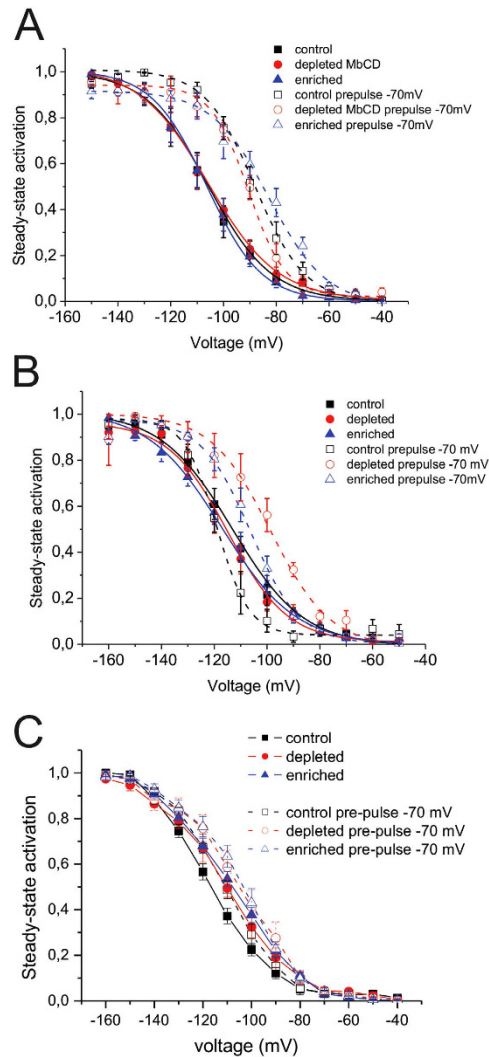 A
control
depleted MbCD
enriched
control prepulse -70mV
depleted MbCD prepulse -70mV
enriched prepulse -70mV
Steady-state activation
1,0
0,8
0,6
0,4
0,2
0,0
-160 -140 -120 -100 -80 -60 -40
Voltage (mV)
B
control
depleted
enriched
control prepulse -70 mV
depleted prepulse -70 mV
enriched prepulse -70mV
Steady-state activation
1,0
0,8
0,6
0,4
0,2
0,0
-160 -140 -120 -100 -80 -60 -40
Voltage (mV)
C
control
depleted
enriched
control pre-pulse -70 mV
depleted pre-pulse -70 mV
enriched pre-pulse -70 mV
Steady-state activation
1,0
0,8
0,6
0,4
0,2
0,0
-160 -140 -120 -100 -80 -60 -40
voltage (mV)